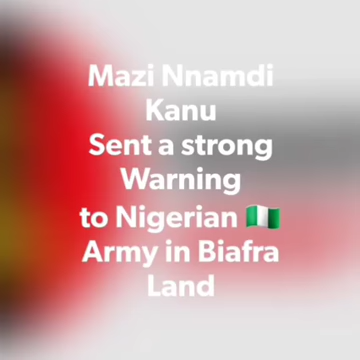 Mazi Nnamdi
Kanu
Sent a strong
Warning
to Nigerian 🇳🇬
Army in Biafra
Land